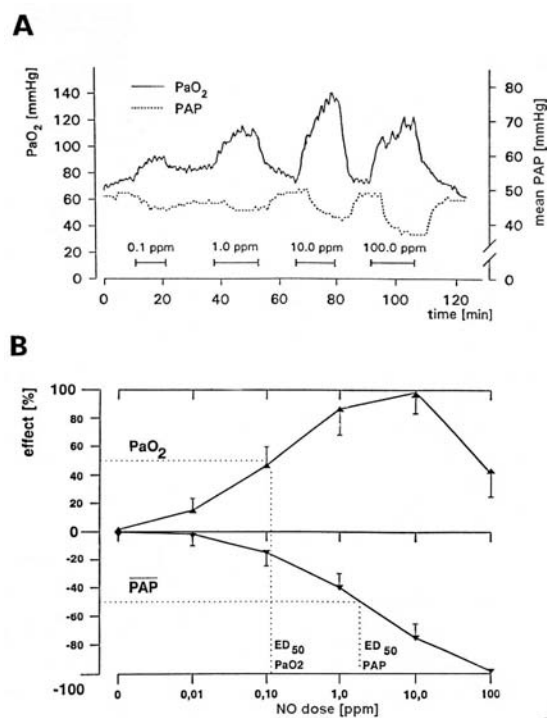 A
PaO2
PAP
PaO2 [mmHg]
140
120
100
80
60
40
20
0
mean PAP [mmHg]
80
70
60
50
40
0
0.1 ppm
1.0 ppm
10.0 ppm
100.0 ppm
0
20
40
60
80
100
120
time [min]
B
effect [%]
100
80
60
40
20
0
-20
-40
-60
-80
-100
PaO2
PAP
ED50
PaO2
ED50
PAP
0
0,01
0,10
1,0
10,0
100
NO dose [ppm]